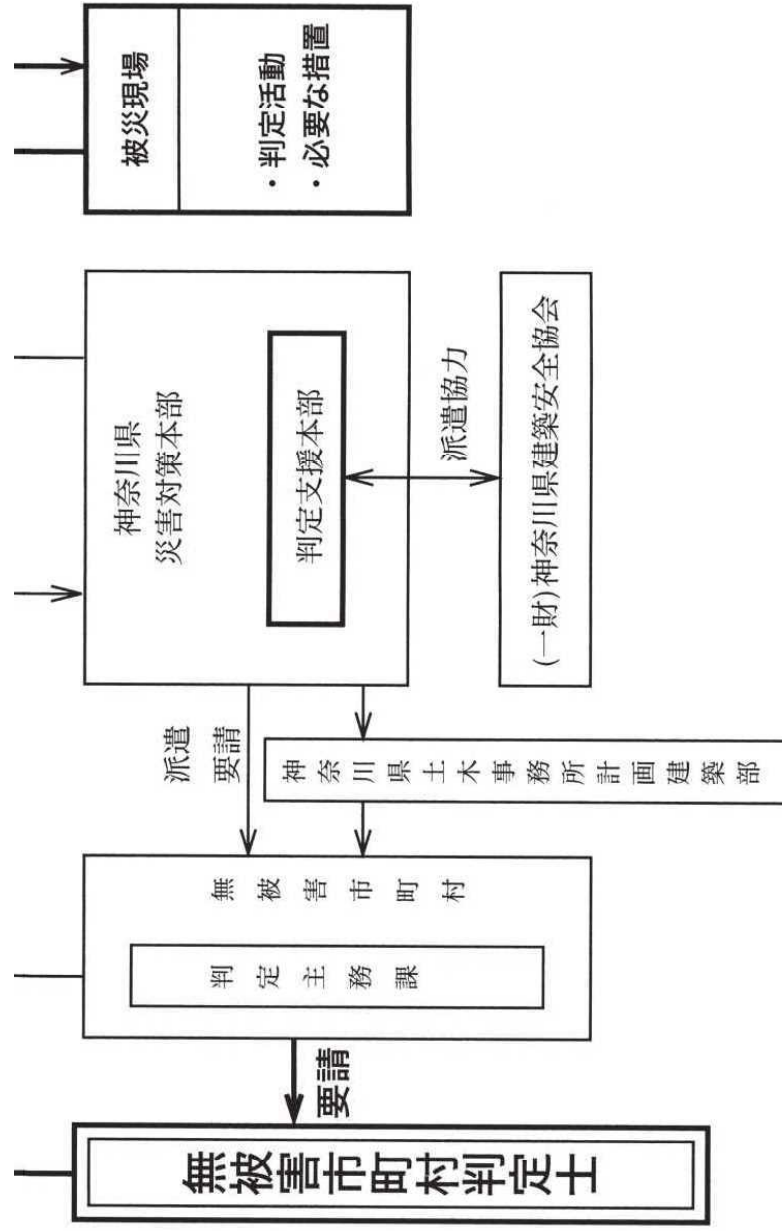 被災現場
・判定活動
・必要な措置
神奈川県
災害対策本部
判定支援本部
派遣協力
(一財)神奈川県建築安全協会
派遣
要請
神奈川県土木事務所計画建築部
無被害市町村
判定主務課
要請
無被害市町村判定士